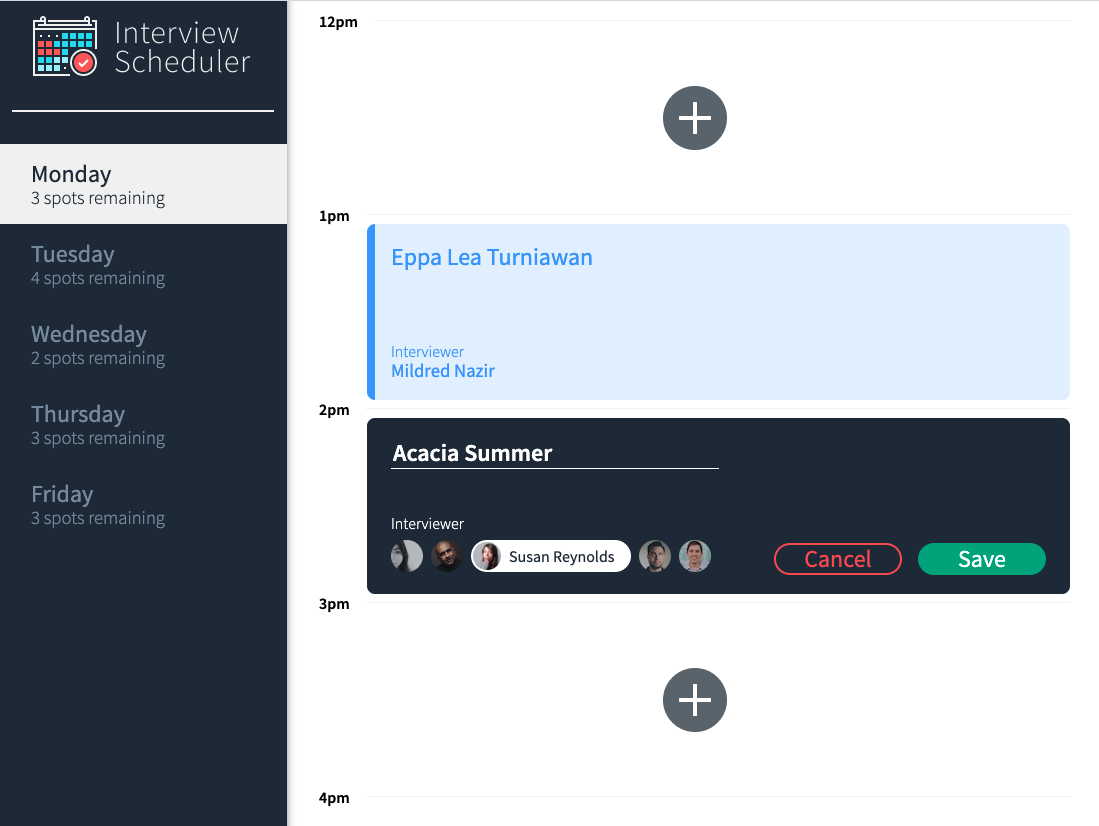 Interview
Scheduler
Monday
3 spots remaining
Tuesday
4 spots remaining
Wednesday
2 spots remaining
Thursday
3 spots remaining
Friday
3 spots remaining
12pm
1pm
Eppa Lea Turniawan
Interviewer
Mildred Nazir
2pm
Acacia Summer
Interviewer
Susan Reynolds
Cancel
Save
3pm
4pm